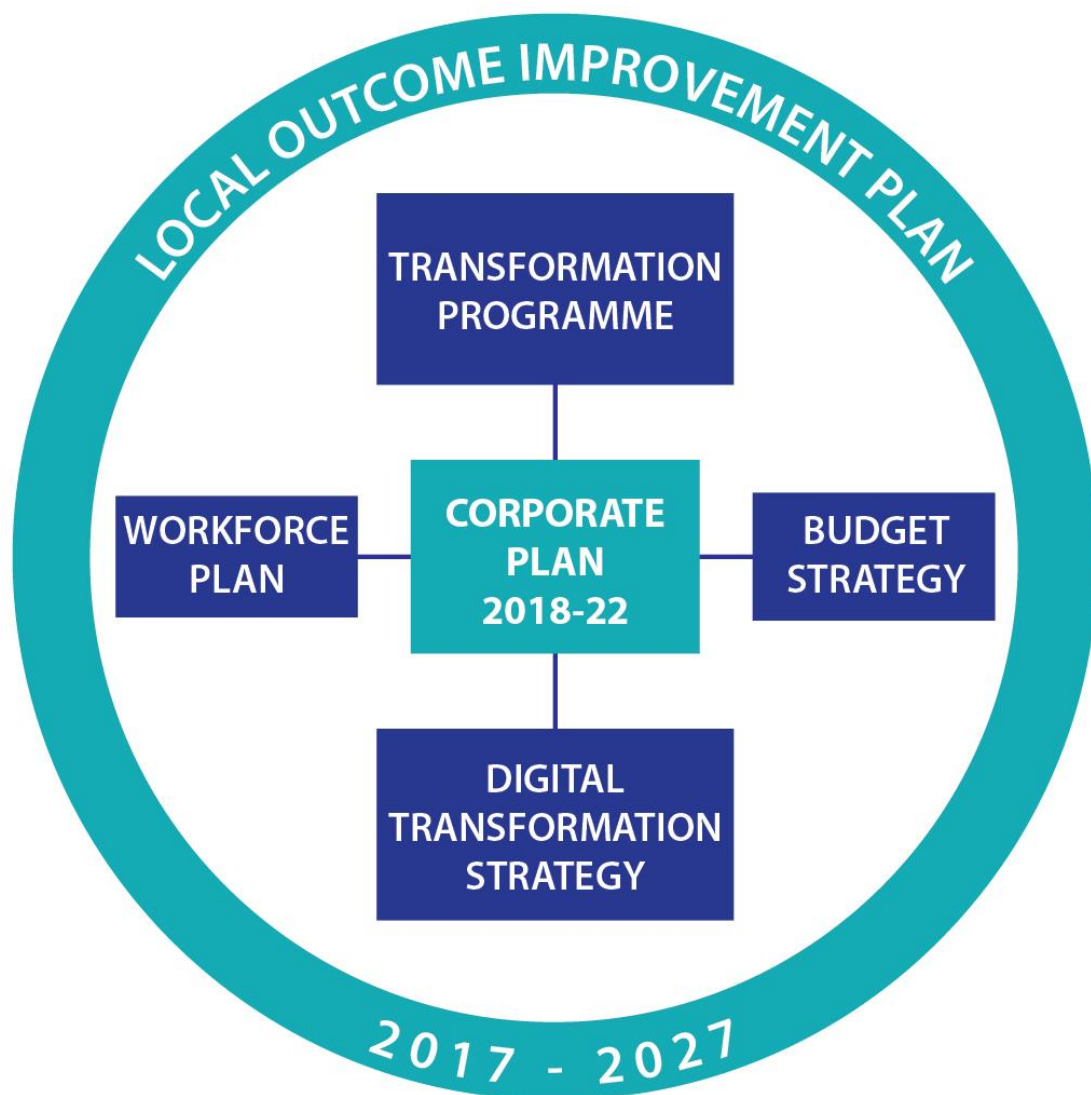 LOCAL OUTCOME IMPROVEMENT PLAN
TRANSFORMATION
PROGRAMME
WORKFORCE
PLAN
CORPORATE
PLAN
2018-22
BUDGET
STRATEGY
DIGITAL
TRANSFORMATION
STRATEGY
2017 - 2027